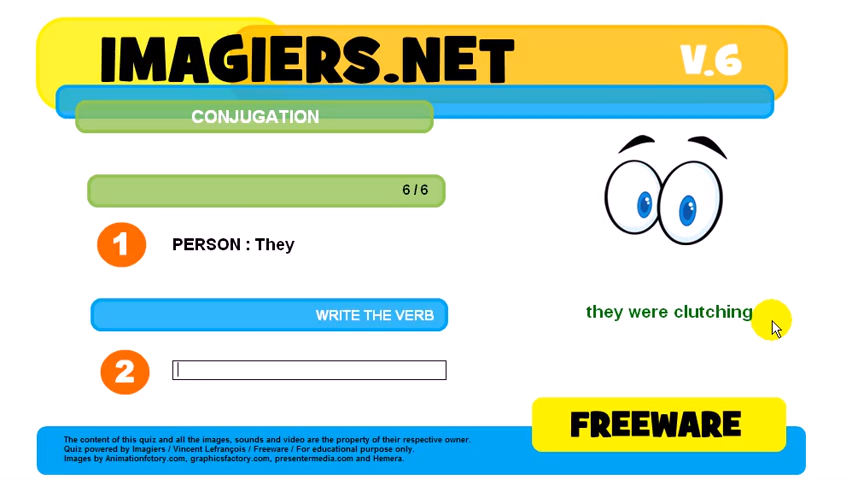 IMAGIERS.NET
V.6
CONJUGATION
6 / 6
1
PERSON : They
WRITE THE VERB
they were clutching
2
FREEWARE
The content of this quiz and all the images, sounds and video are the property of their respective owner.
Quiz powered by Imagiers / Vincent Lefrançois / Freeware / For educational purpose only.
Images by Animationfotory.com, graphicsfactory.com, presentermedia.com and Hemera.